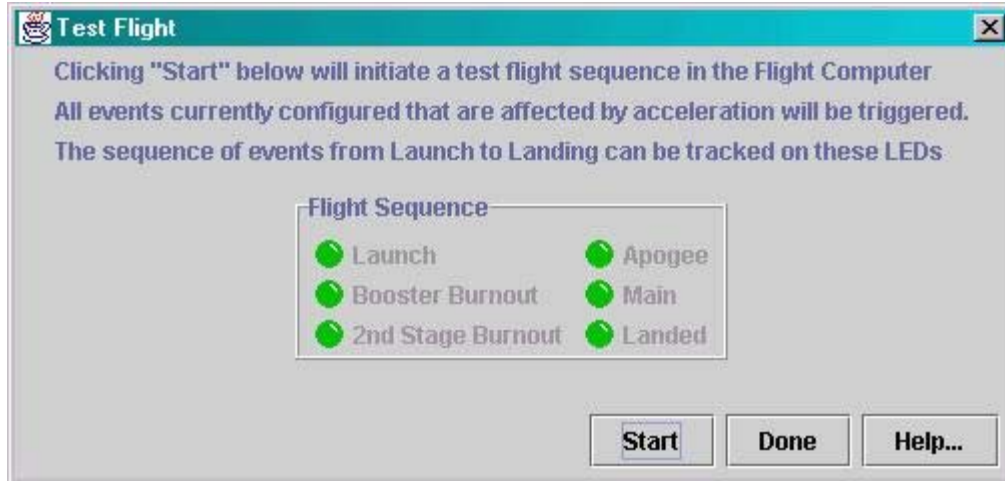 Test Flight
Clicking "Start" below will initiate a test flight sequence in the Flight Computer
All events currently configured that are affected by acceleration will be triggered.
The sequence of events from Launch to Landing can be tracked on these LEDs
Flight Sequence
Launch
Apogee
Booster Burnout
Main
2nd Stage Burnout
Landed
Start
Done
Help...